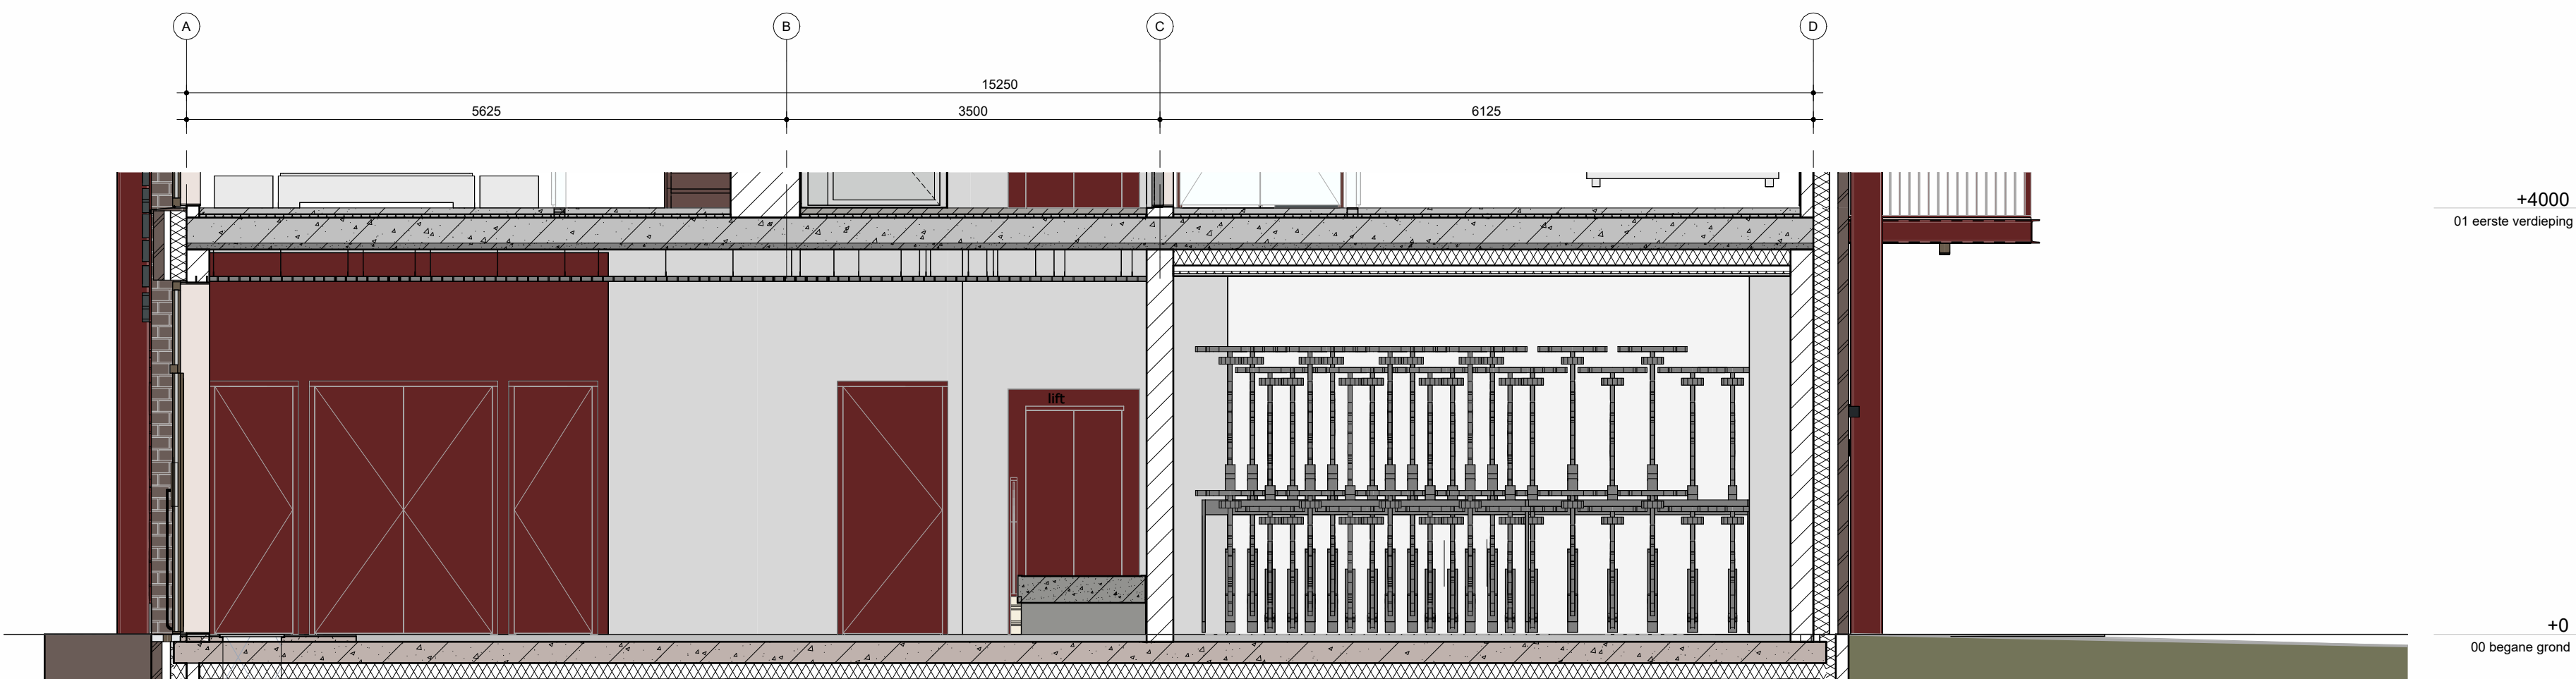 A B C D
15250
5625 3500 6125
+4000
01 eerste verdieping
lift
+0
00 begane grond